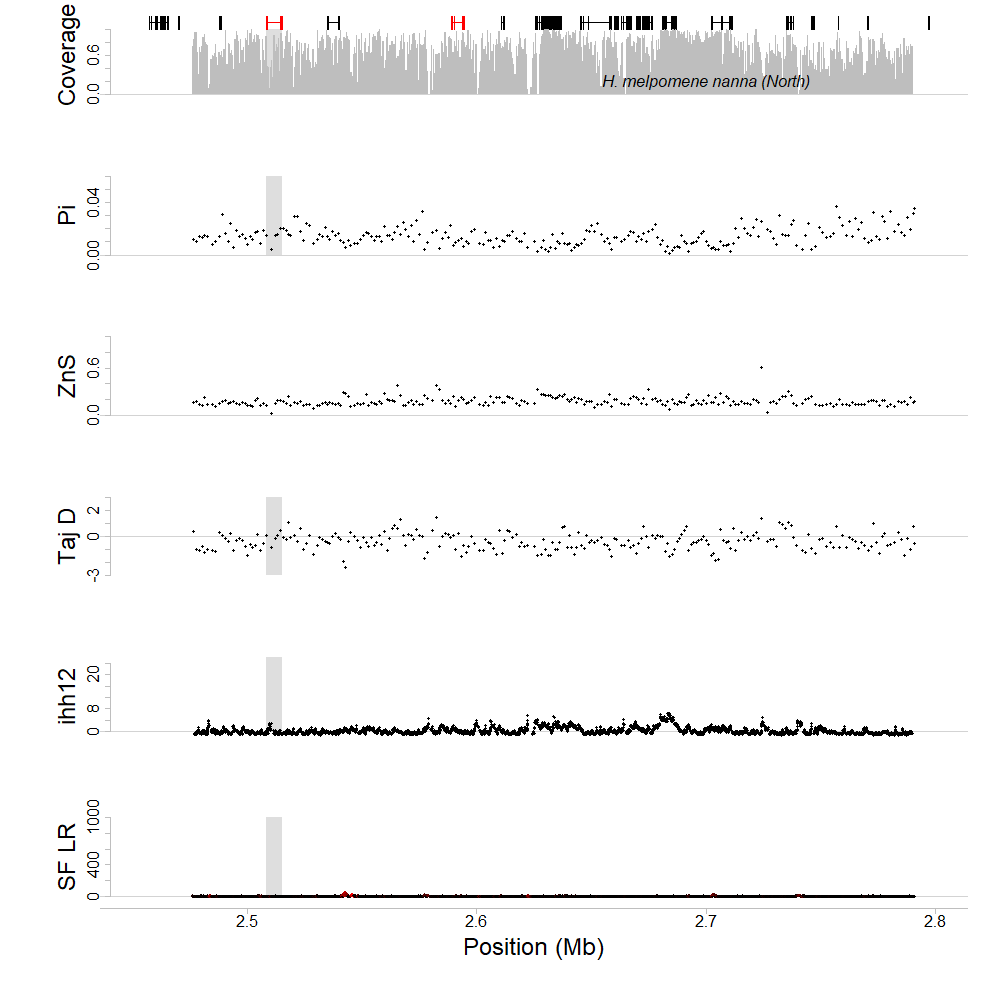 Coverage
0.0
0.6
H. melpomene nanna (North)
Pi
0.00
0.04
ZnS
0.0
0.6
Taj D
-3
0
2
ihh12
0
8
20
SF LR
0
400
1000
2.5
2.6
2.7
2.8
Position (Mb)